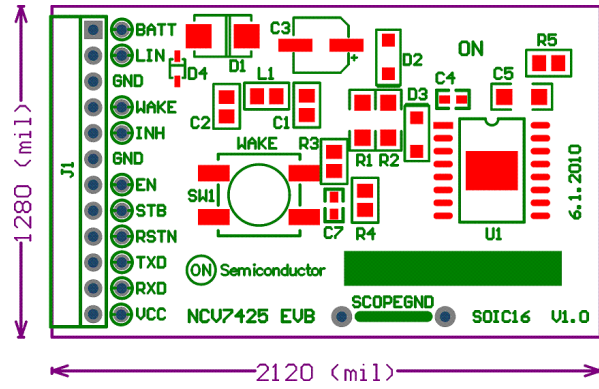 BATT
LIN
GND
WAKE
INH
GND
EN
STB
RSTN
TXD
RXD
VCC
J1
1280 (mil)
D4
D1
C3
+
D2
ON
R5
C2
L1
C1
C4
C5
D3
R1
R2
WAKE
R3
SW1
C7
R4
U1
6.1.2010
ON Semiconductor
SCOPEGND
NCV7425 EVB
SOIC16 V1.0
2120 (mil)